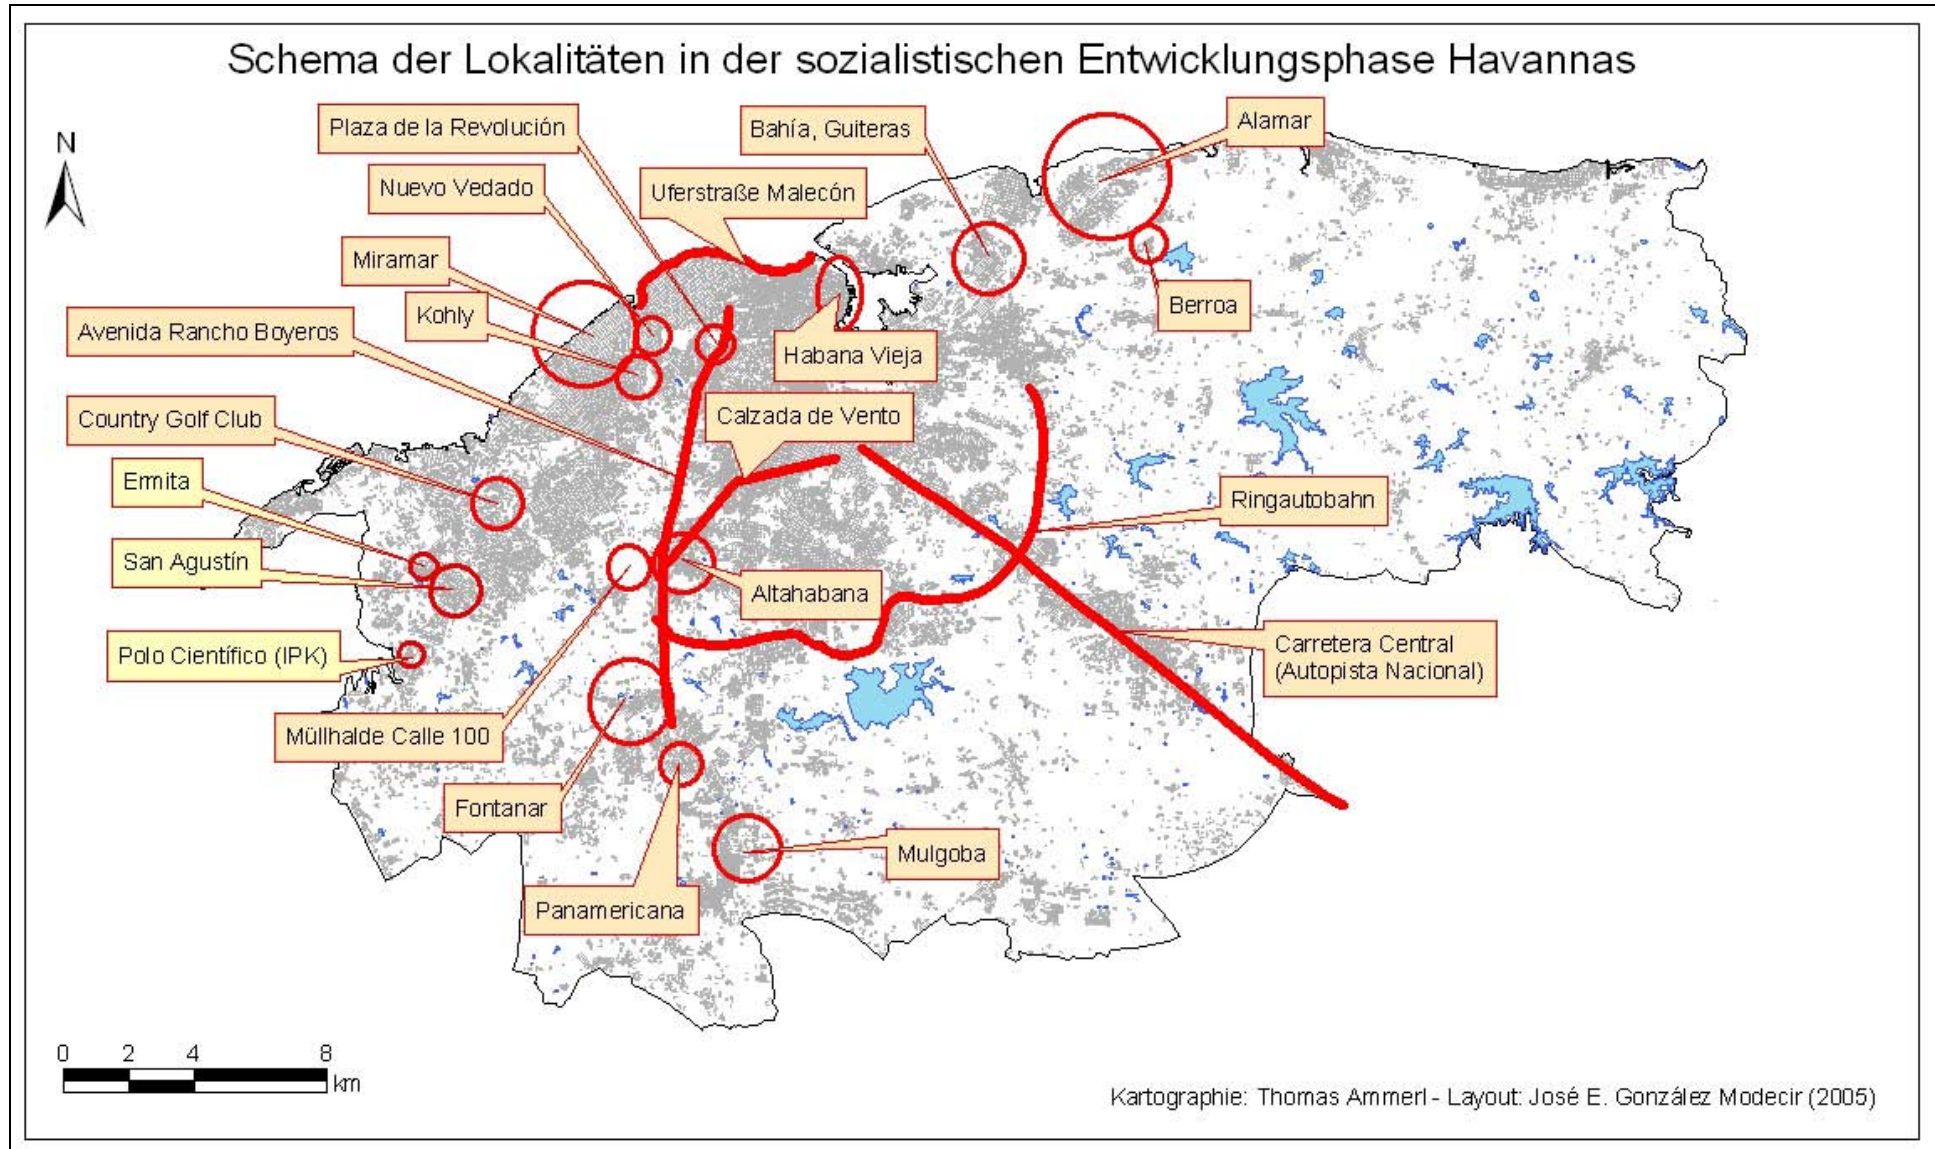 Schema der Lokalitäten in der sozialistischen Entwicklungsphase Havannas
N
Plaza de la Revolución
Bahía, Guiteras
Alamar
Nuevo Vedado
Uferstraße Malecón
Miramar
Kohly
Berroa
Avenida Rancho Boyeros
Habana Vieja
Country Golf Club
Calzada de Vento
Ermita
Ringautobahn
San Agustín
Altahabana
Polo Científico (IPK)
Carretera Central
(Autopista Nacional)
Müllhalde Calle 100
Fontanar
Mulgoba
Panamericana
0 2 4 8
km
Kartographie: Thomas Ammerl - Layout: José E. González Modecir (2005)